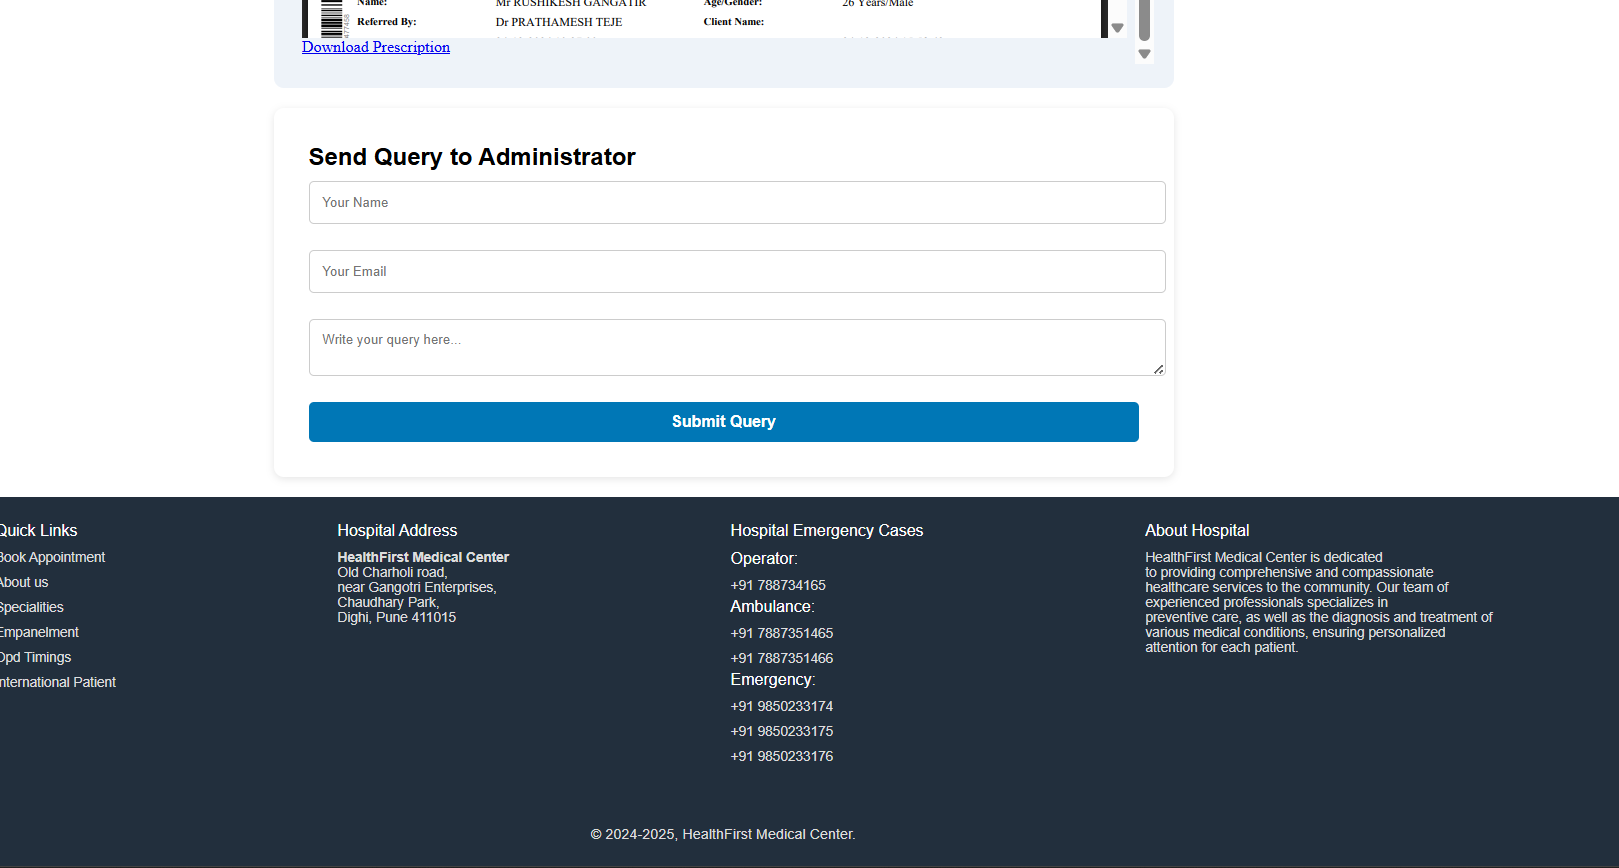 Name: Mr RUSHIKESH GANGATIR Age/Gender: 26 Years/Male
Referred By: Dr PRATHAMESH TEJE Client Name:
Download Prescription
Send Query to Administrator
Your Name
Your Email
Write your query here...
Submit Query
Quick Links
Book Appointment
About us
Specialities
Empanelment
Opd Timings
International Patient
Hospital Address
HealthFirst Medical Center
Old Charholi road,
near Gangotri Enterprises,
Chaudhary Park,
Dighi, Pune 411015
Hospital Emergency Cases
Operator:
+91 788734165
Ambulance:
+91 7887351465
+91 7887351466
Emergency:
+91 9850233174
+91 9850233175
+91 9850233176
About Hospital
HealthFirst Medical Center is dedicated
to providing comprehensive and compassionate
healthcare services to the community. Our team of
experienced professionals specializes in
preventive care, as well as the diagnosis and treatment of
various medical conditions, ensuring personalized
attention for each patient.
© 2024-2025, HealthFirst Medical Center.